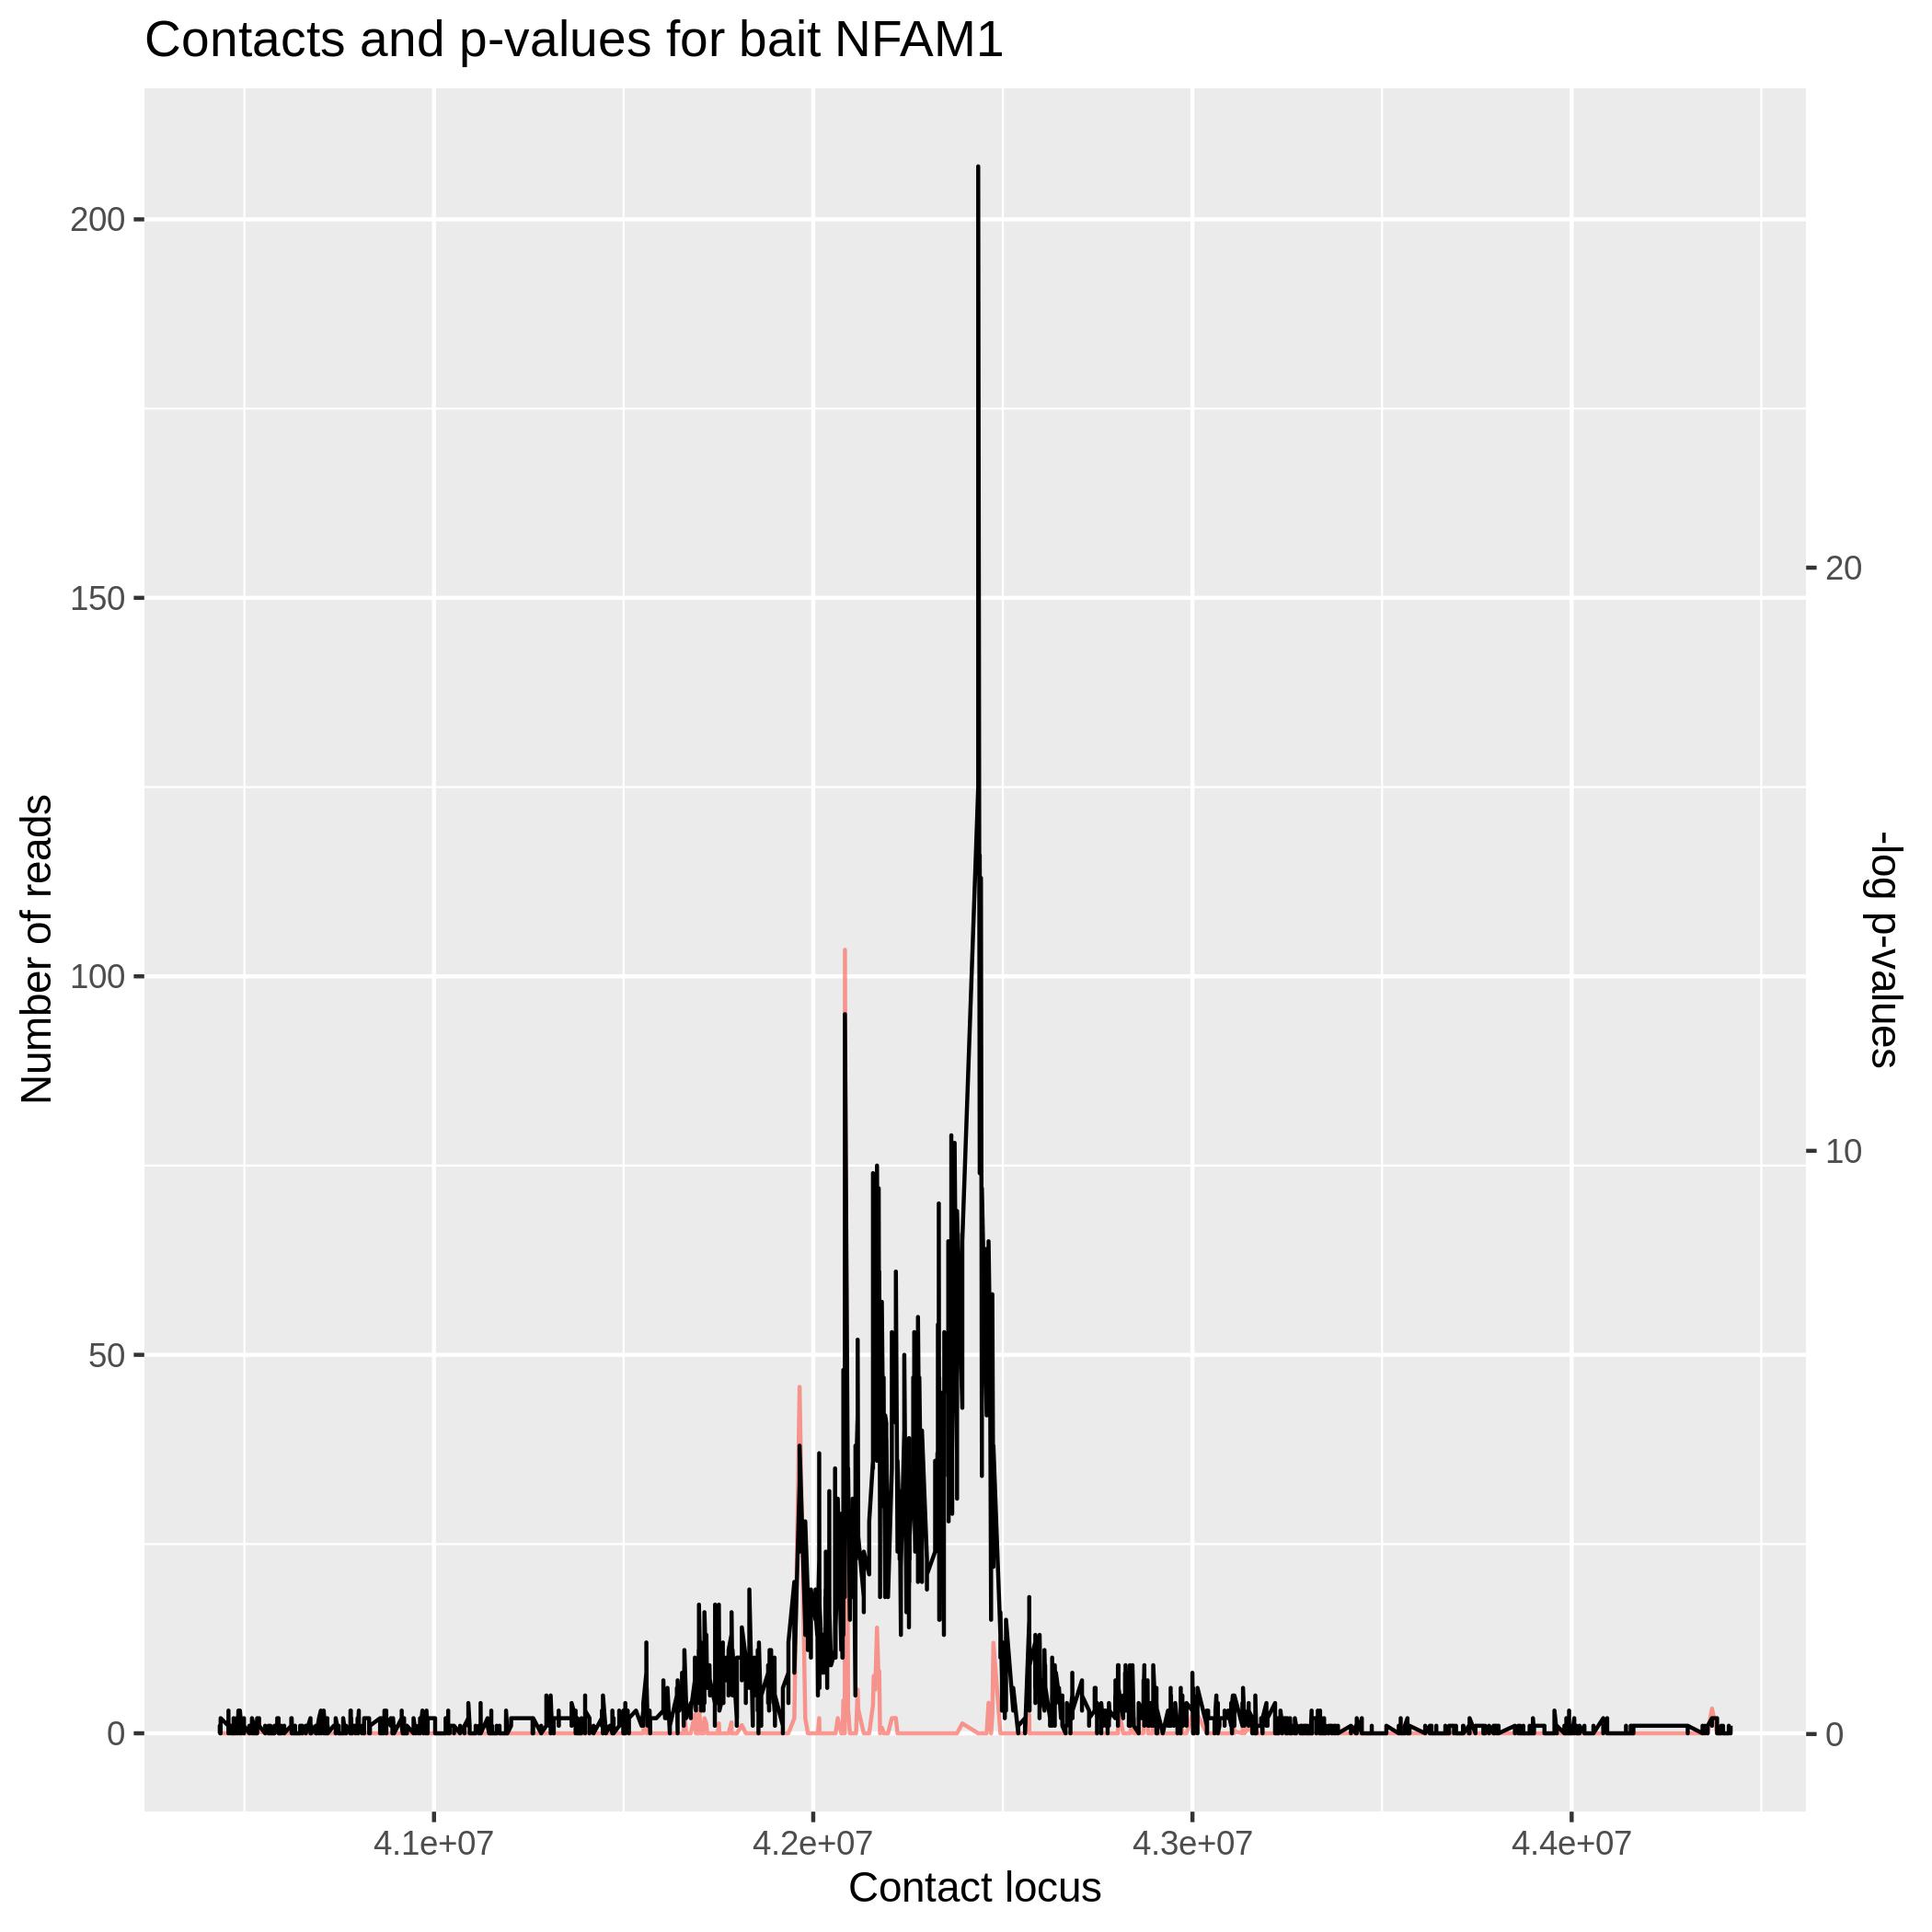 Contacts and p-values for bait NFAM1
Number of reads
200
150
100
50
0
20
10
0
-log p-values
4.1e+07
4.2e+07
4.3e+07
4.4e+07
Contact locus